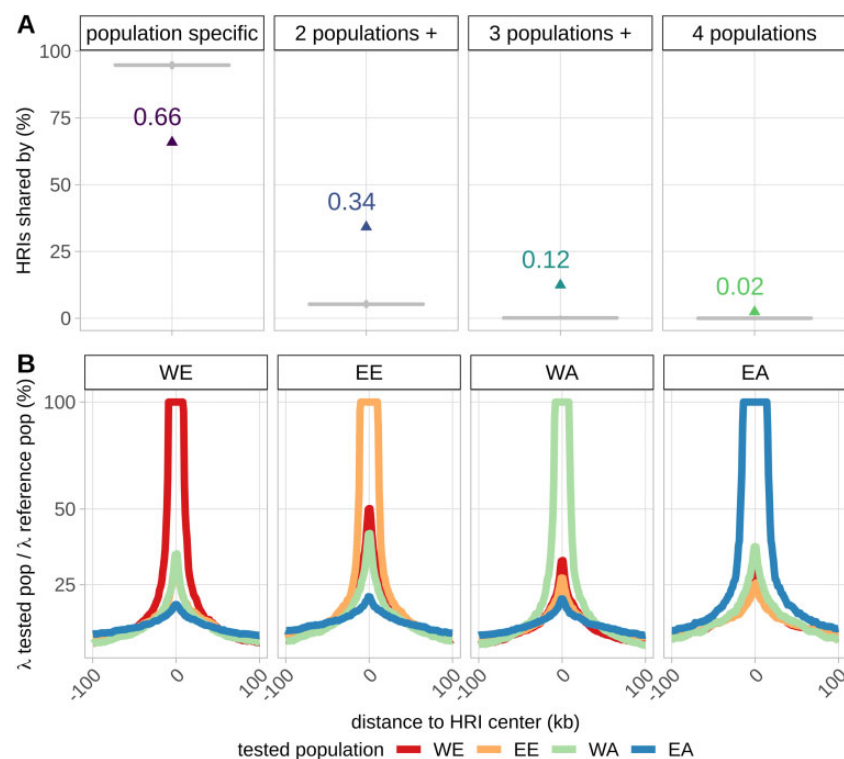 A
population specific
2 populations +
3 populations +
4 populations
HRIs shared by (%)
100
75
50
25
0
0.66
0.34
0.12
0.02
B
WE
EE
WA
EA
λ tested pop / λ reference pop (%)
100
50
25
-100 0 100
-100 0 100
-100 0 100
-100 0 100
distance to HRI center (kb)
tested population WE EE WA EA